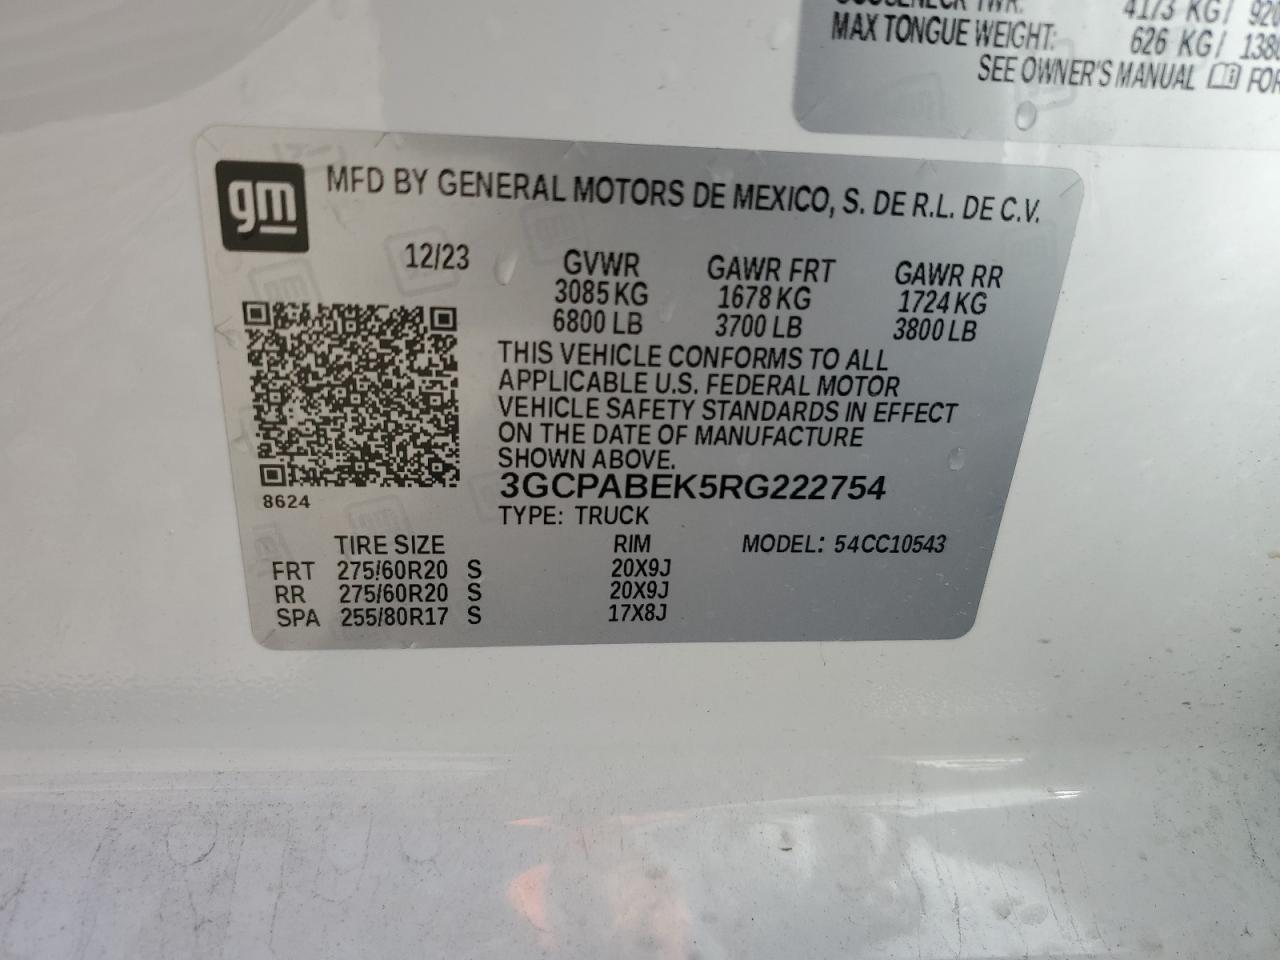 4173 KG/
MAX TONGUE WEIGHT: 626 KG/
SEE OWNER'S MANUAL FOR
gm
MFD BY GENERAL MOTORS DE MEXICO, S. DE R.L. DE C.V.
12/23 GVWR GAWR FRT GAWR RR
3085 KG 1678 KG 1724 KG
6800 LB 3700 LB 3800 LB
THIS VEHICLE CONFORMS TO ALL
APPLICABLE U.S. FEDERAL MOTOR
VEHICLE SAFETY STANDARDS IN EFFECT
ON THE DATE OF MANUFACTURE
SHOWN ABOVE.
3GCPABEK5RG222754
8624
TYPE: TRUCK
TIRE SIZE RIM MODEL: 54CC10543
FRT 275/60R20 S 20X9J
RR 275/60R20 S 20X9J
SPA 255/80R17 S 17X8J